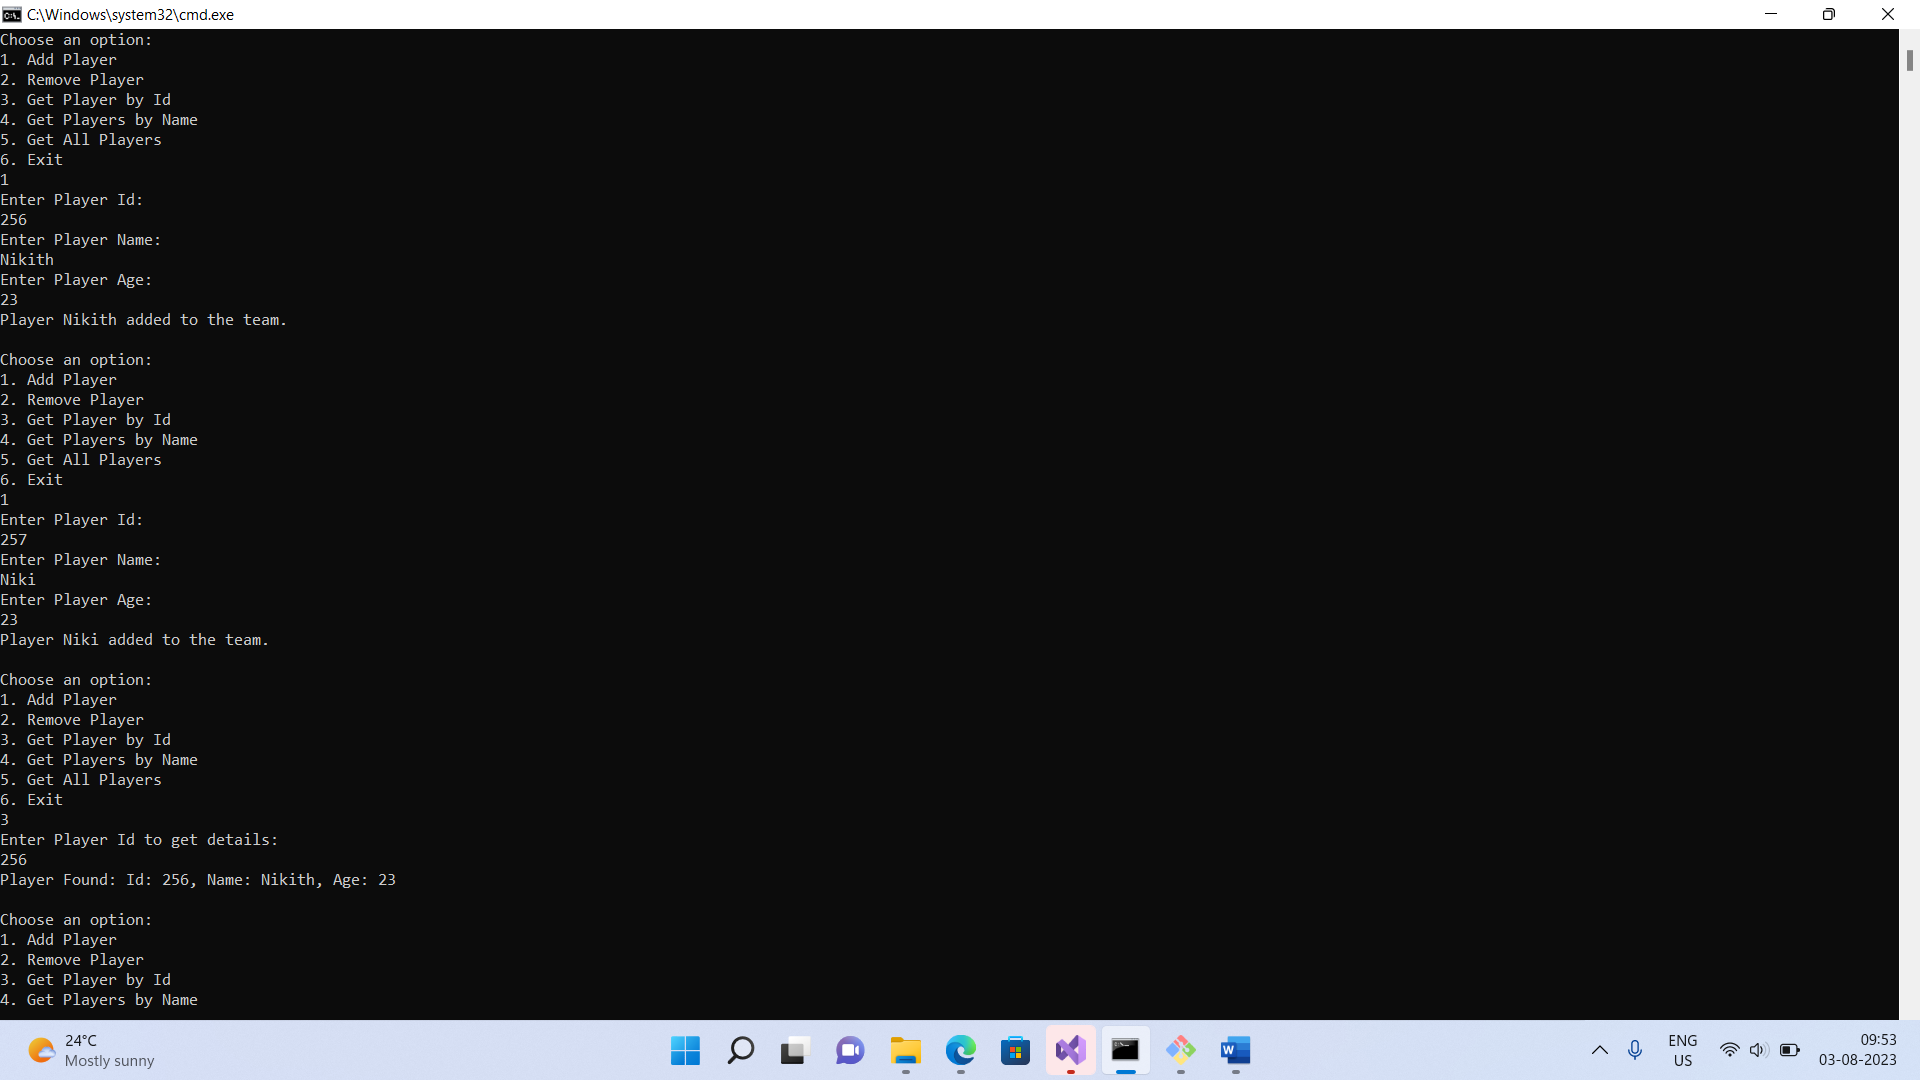 C:\Windows\system32\cmd.exe
Choose an option:
1. Add Player
2. Remove Player
3. Get Player by Id
4. Get Players by Name
5. Get All Players
6. Exit
1
Enter Player Id:
256
Enter Player Name:
Nikith
Enter Player Age:
23
Player Nikith added to the team.

Choose an option:
1. Add Player
2. Remove Player
3. Get Player by Id
4. Get Players by Name
5. Get All Players
6. Exit
1
Enter Player Id:
257
Enter Player Name:
Niki
Enter Player Age:
23
Player Niki added to the team.

Choose an option:
1. Add Player
2. Remove Player
3. Get Player by Id
4. Get Players by Name
5. Get All Players
6. Exit
3
Enter Player Id to get details:
256
Player Found: Id: 256, Name: Nikith, Age: 23

Choose an option:
1. Add Player
2. Remove Player
3. Get Player by Id
4. Get Players by Name
24°C
Mostly sunny
ENG
US
09:53
03-08-2023